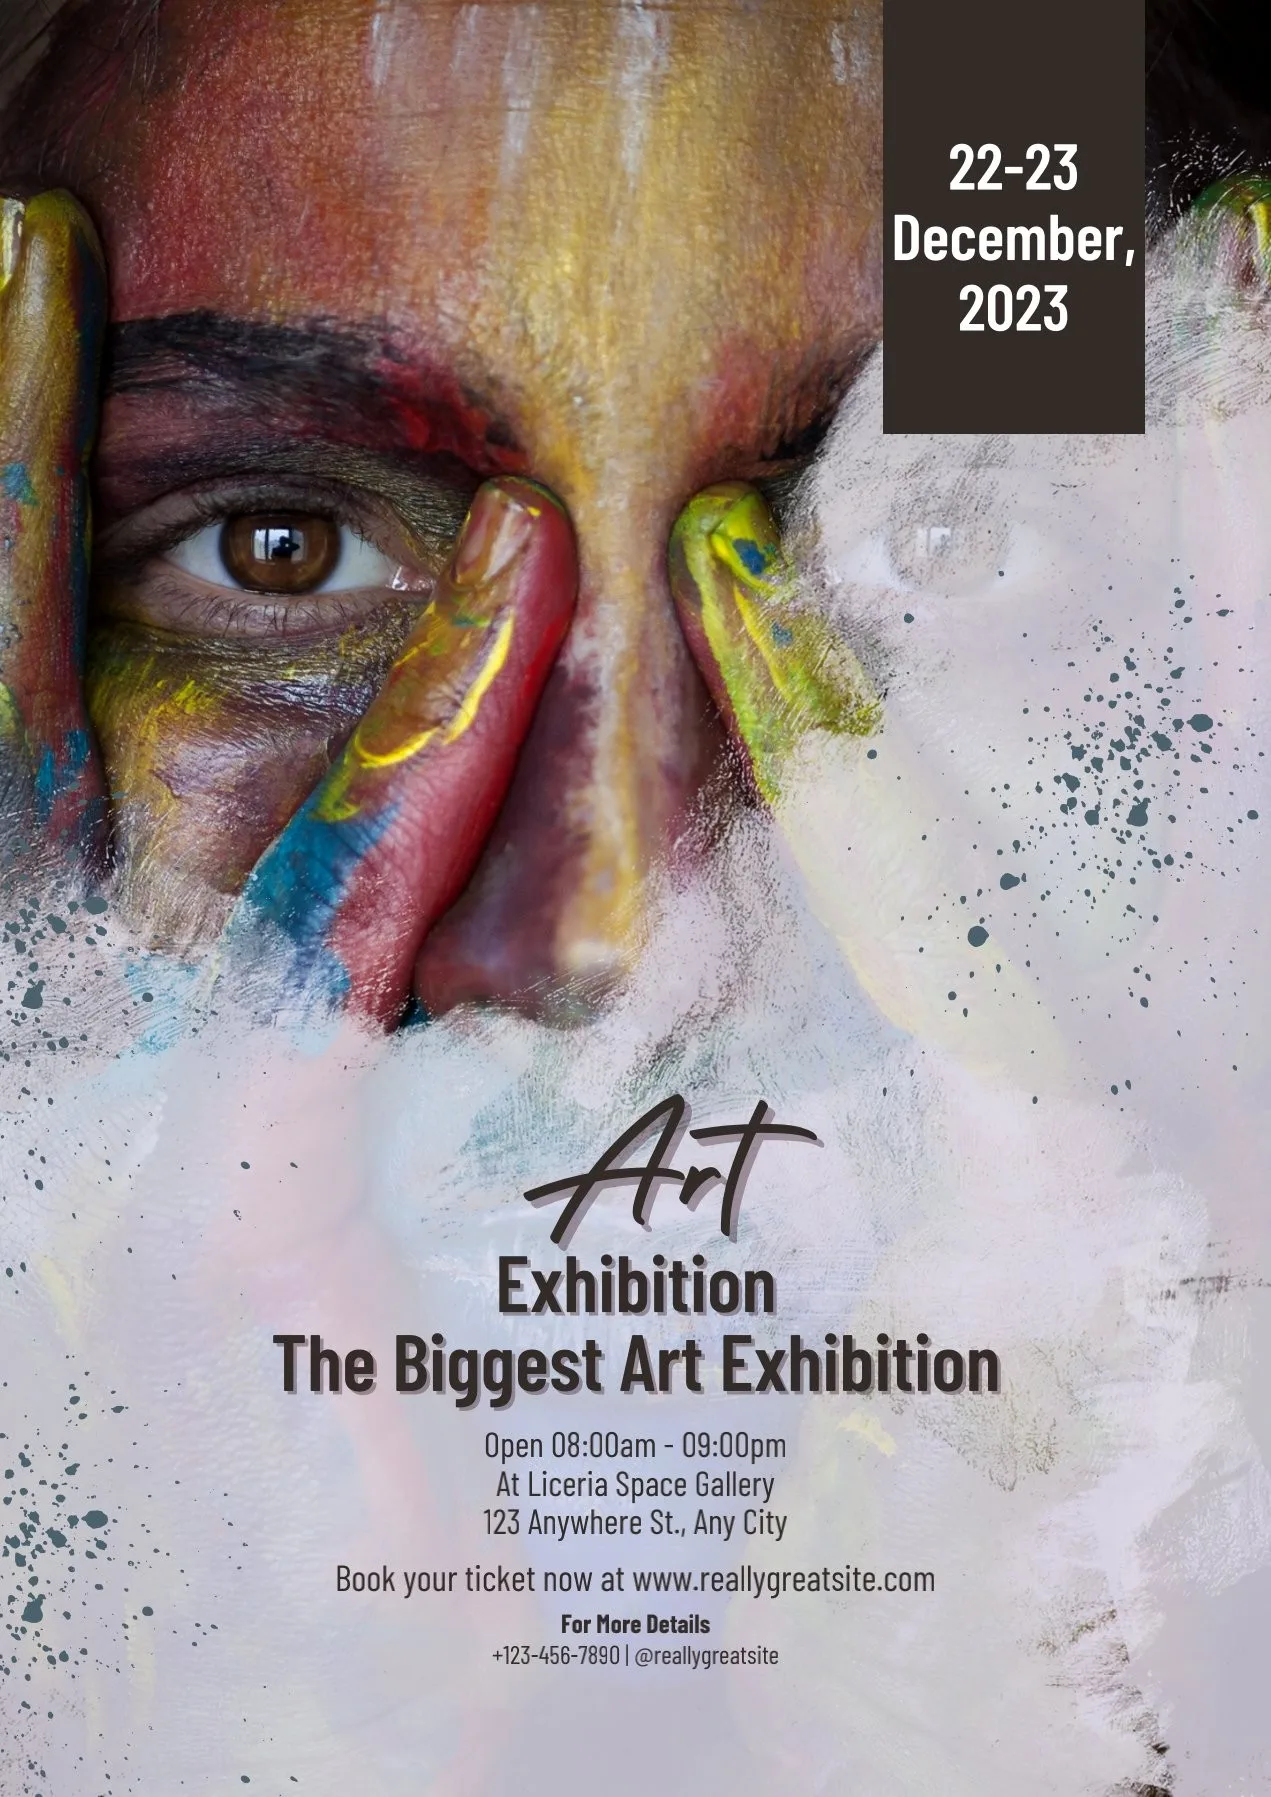 22-23
December,
2023
Art
Exhibition
The Biggest Art Exhibition
Open 08:00am - 09:00pm
At Liceria Space Gallery
123 Anywhere St., Any City
Book your ticket now at www.reallygreatsite.com
For More Details
+123-456-7890 | @reallygreatsite